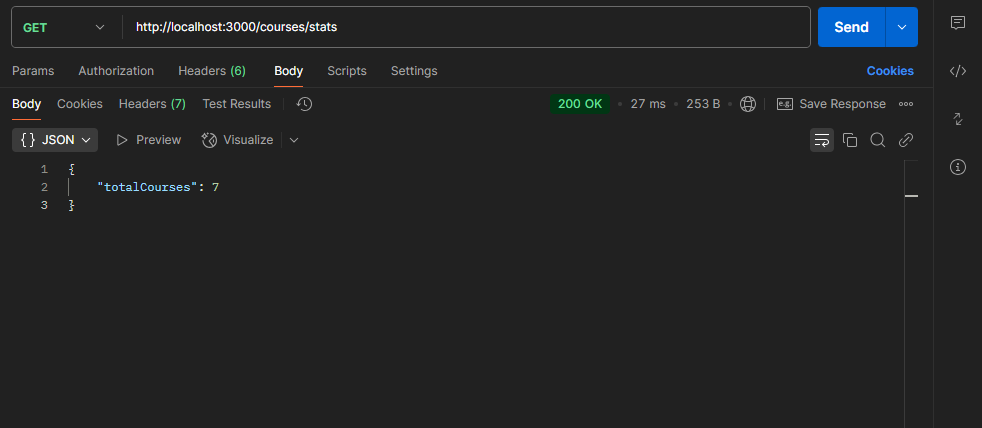 GET http://localhost:3000/courses/stats Send
Params Authorization Headers (6) Body Scripts Settings Cookies
Body Cookies Headers (7) Test Results 200 OK 27 ms 253 B e.g. Save Response
{} JSON Preview Visualize
1 {
2 "totalCourses": 7
3 }